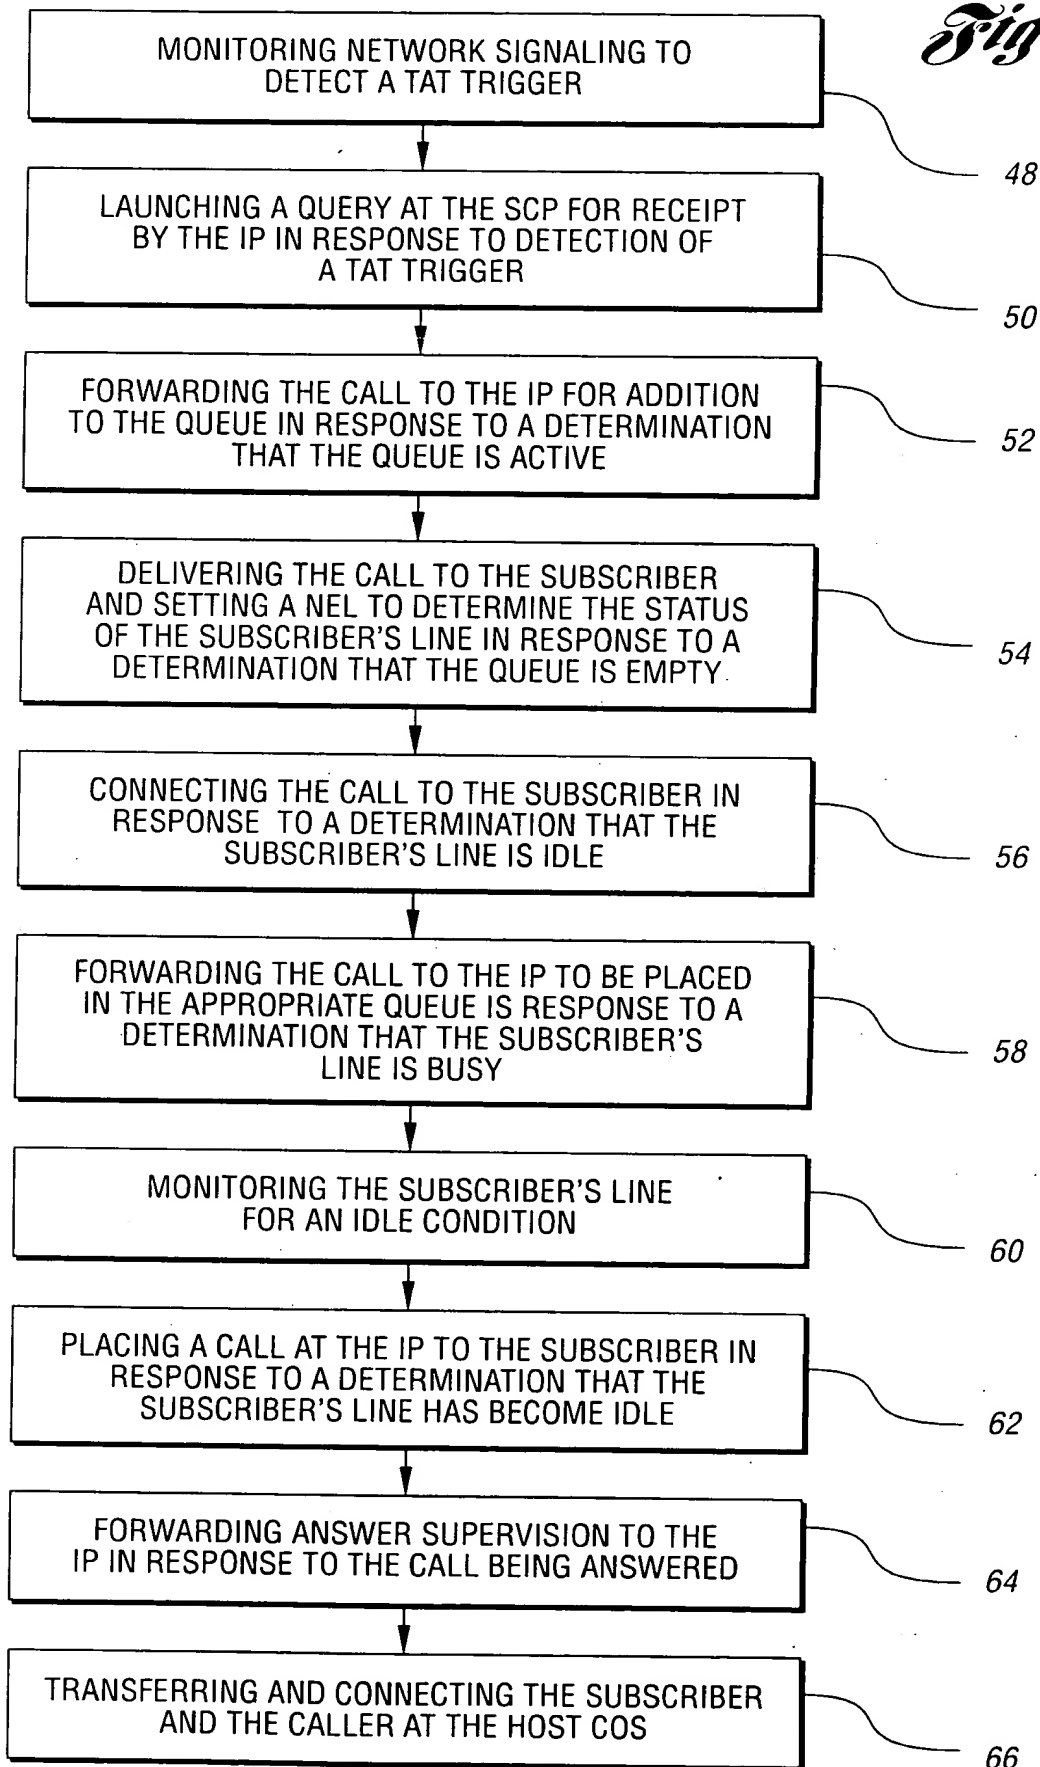 Fig
MONITORING NETWORK SIGNALING TO
DETECT A TAT TRIGGER
48
LAUNCHING A QUERY AT THE SCP FOR RECEIPT
BY THE IP IN RESPONSE TO DETECTION OF
A TAT TRIGGER
50
FORWARDING THE CALL TO THE IP FOR ADDITION
TO THE QUEUE IN RESPONSE TO A DETERMINATION
THAT THE QUEUE IS ACTIVE
52
DELIVERING THE CALL TO THE SUBSCRIBER
AND SETTING A NEL TO DETERMINE THE STATUS
OF THE SUBSCRIBER'S LINE IN RESPONSE TO A
DETERMINATION THAT THE QUEUE IS EMPTY
54
CONNECTING THE CALL TO THE SUBSCRIBER IN
RESPONSE TO A DETERMINATION THAT THE
SUBSCRIBER'S LINE IS IDLE
56
FORWARDING THE CALL TO THE IP TO BE PLACED
IN THE APPROPRIATE QUEUE IS RESPONSE TO A
DETERMINATION THAT THE SUBSCRIBER'S
LINE IS BUSY
58
MONITORING THE SUBSCRIBER'S LINE
FOR AN IDLE CONDITION
60
PLACING A CALL AT THE IP TO THE SUBSCRIBER IN
RESPONSE TO A DETERMINATION THAT THE
SUBSCRIBER'S LINE HAS BECOME IDLE
62
FORWARDING ANSWER SUPERVISION TO THE
IP IN RESPONSE TO THE CALL BEING ANSWERED
64
TRANSFERRING AND CONNECTING THE SUBSCRIBER
AND THE CALLER AT THE HOST COS
66